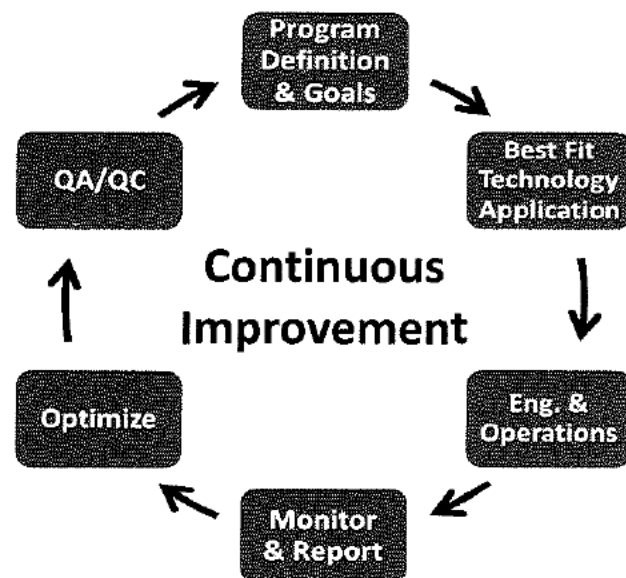 Program
Definition
& Goals
Best Fit
Technology
Application
Eng. &
Operations
Monitor
& Report
Optimize
QA/QC
Continuous
Improvement